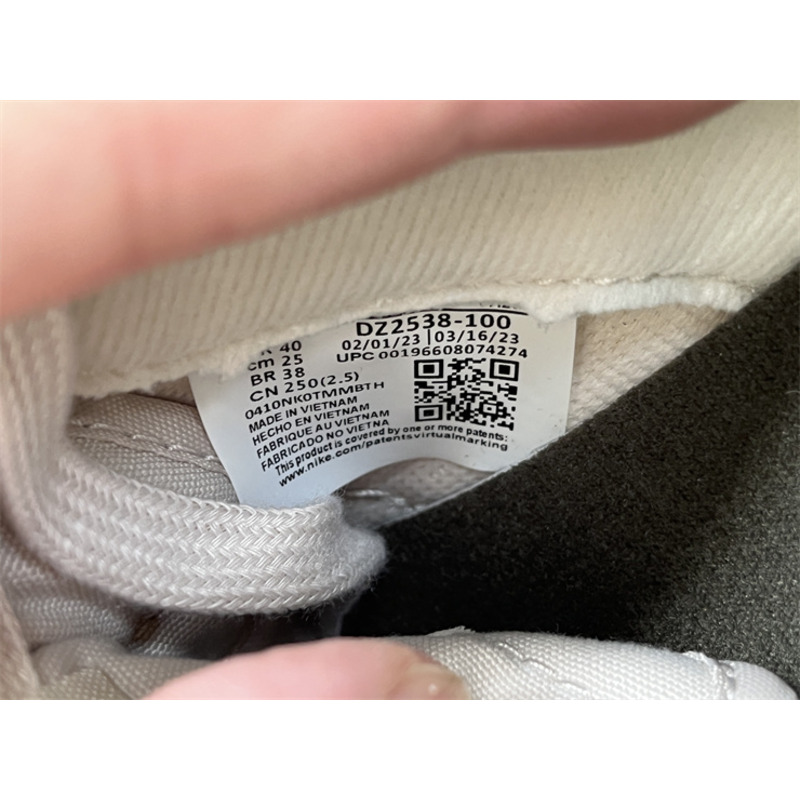 DZ2538-100
40
02/01/23 | 03/16/23
cm 25
UPC 00196608074274
BR 38
CN 250(2.5)
0410NK0TMMBTH
MADE IN VIETNAM
HECHO EN VIETNAM
FABRIQUE AU VIETNAM
FABRICADO NO VIETNA
This product is covered by one or more patents:
www.nike.com/patentsvirtualmarking